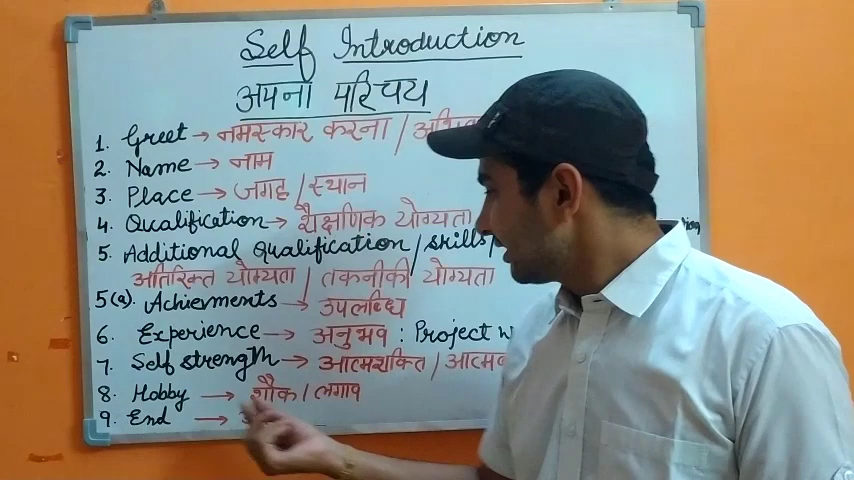 Self Introduction
अपना परिचय
1. Greet → नमस्कार करना /
2. Name → नाम
3. Place → जगह / स्थान
4. Qualification → शैक्षणिक योग्यता
5. Additional Qualification / skills /
अतिरिक्त योग्यता / तकनीकी योग्यता
5(a). Achievments → उपलब्धि
6. Experience → अनुभव : Project
7. Self strength → आत्मशक्ति /
8. Hobby → शौक / लगाव
9. End →